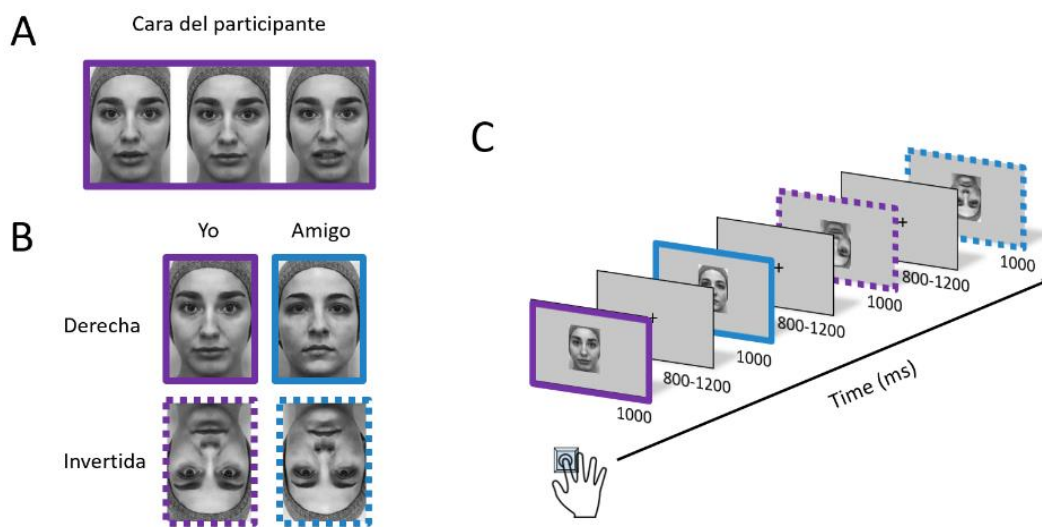 A
Cara del participante
B
Yo
Amigo
Derecha
Invertida
C
1000
800-1200
1000
800-1200
1000
800-1200
1000
Time (ms)